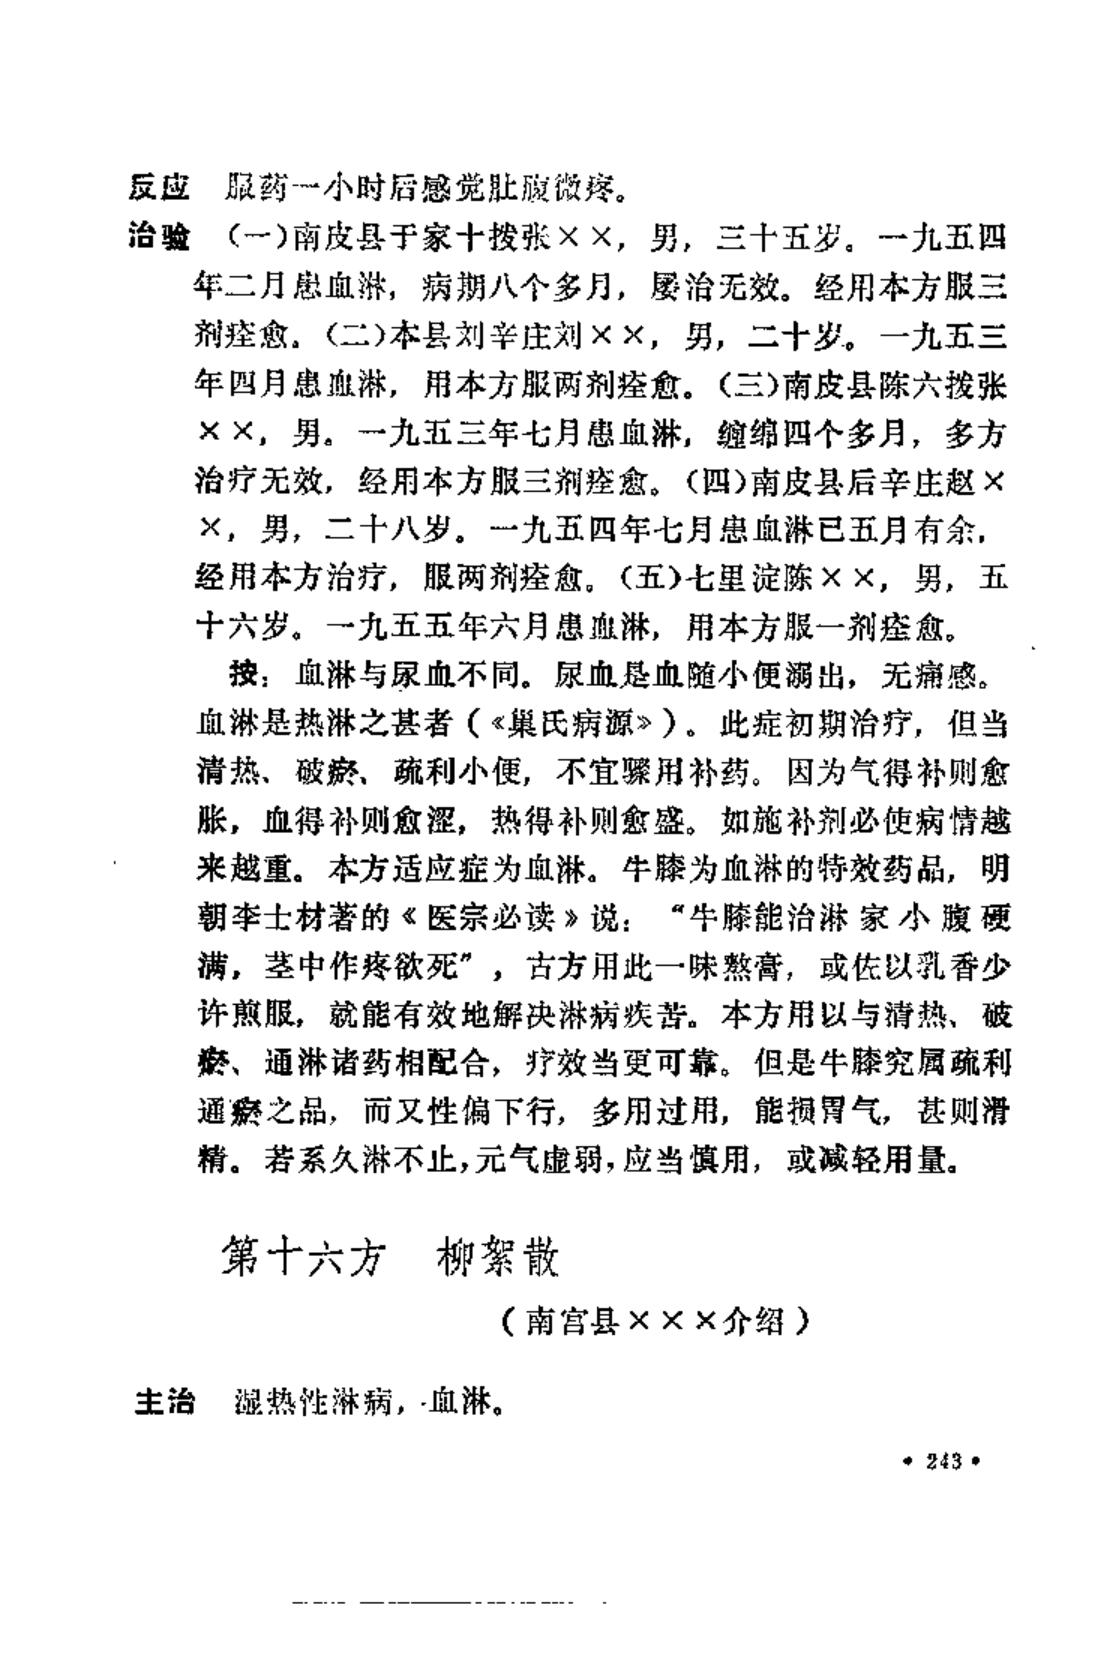 反应 服药一小时后感觉肚腹微疼。
治验 (一)南皮县于家十拨张××，男，三十五岁。一九五四
年二月患血淋，病期八个多月，屡治无效。经用本方服三
剂痊愈。(二)本县刘辛庄刘××，男，二十岁。一九五三
年四月患血淋，用本方服两剂痊愈。(三)南皮县陈六拨张
××，男。一九五三年七月患血淋，缠绵四个多月，多方
治疗无效，经用本方服三剂痊愈。(四)南皮县后辛庄赵×
×，男，二十八岁。一九五四年七月患血淋已五月有余，
经用本方治疗，服两剂痊愈。(五)七里淀陈××，男，五
十六岁。一九五五年六月患血淋，用本方服一剂痊愈。
按：血淋与尿血不同。尿血是血随小便溺出，无痛感。
血淋是热淋之甚者（《巢氏病源》）。此症初期治疗，但当
清热、破瘀、疏利小便，不宜骤用补药。因为气得补则愈
胀，血得补则愈涩，热得补则愈盛。如施补剂必使病情越
来越重。本方适应症为血淋。牛膝为血淋的特效药品，明
朝李士材著的《医宗必读》说：“牛膝能治淋家小腹硬
满，茎中作疼欲死”，古方用此一味熬膏，或佐以乳香少
许煎服，就能有效地解决淋病疾苦。本方用以与清热、破
瘀、通淋诸药相配合，疗效当更可靠。但是牛膝究属疏利
通瘀之品，而又性偏下行，多用过用，能损胃气，甚则滑
精。若系久淋不止，元气虚弱，应当慎用，或减轻用量。
第十六方 柳絮散
（南宫县×××介绍）
主治 湿热性淋病，血淋。
• 243 •